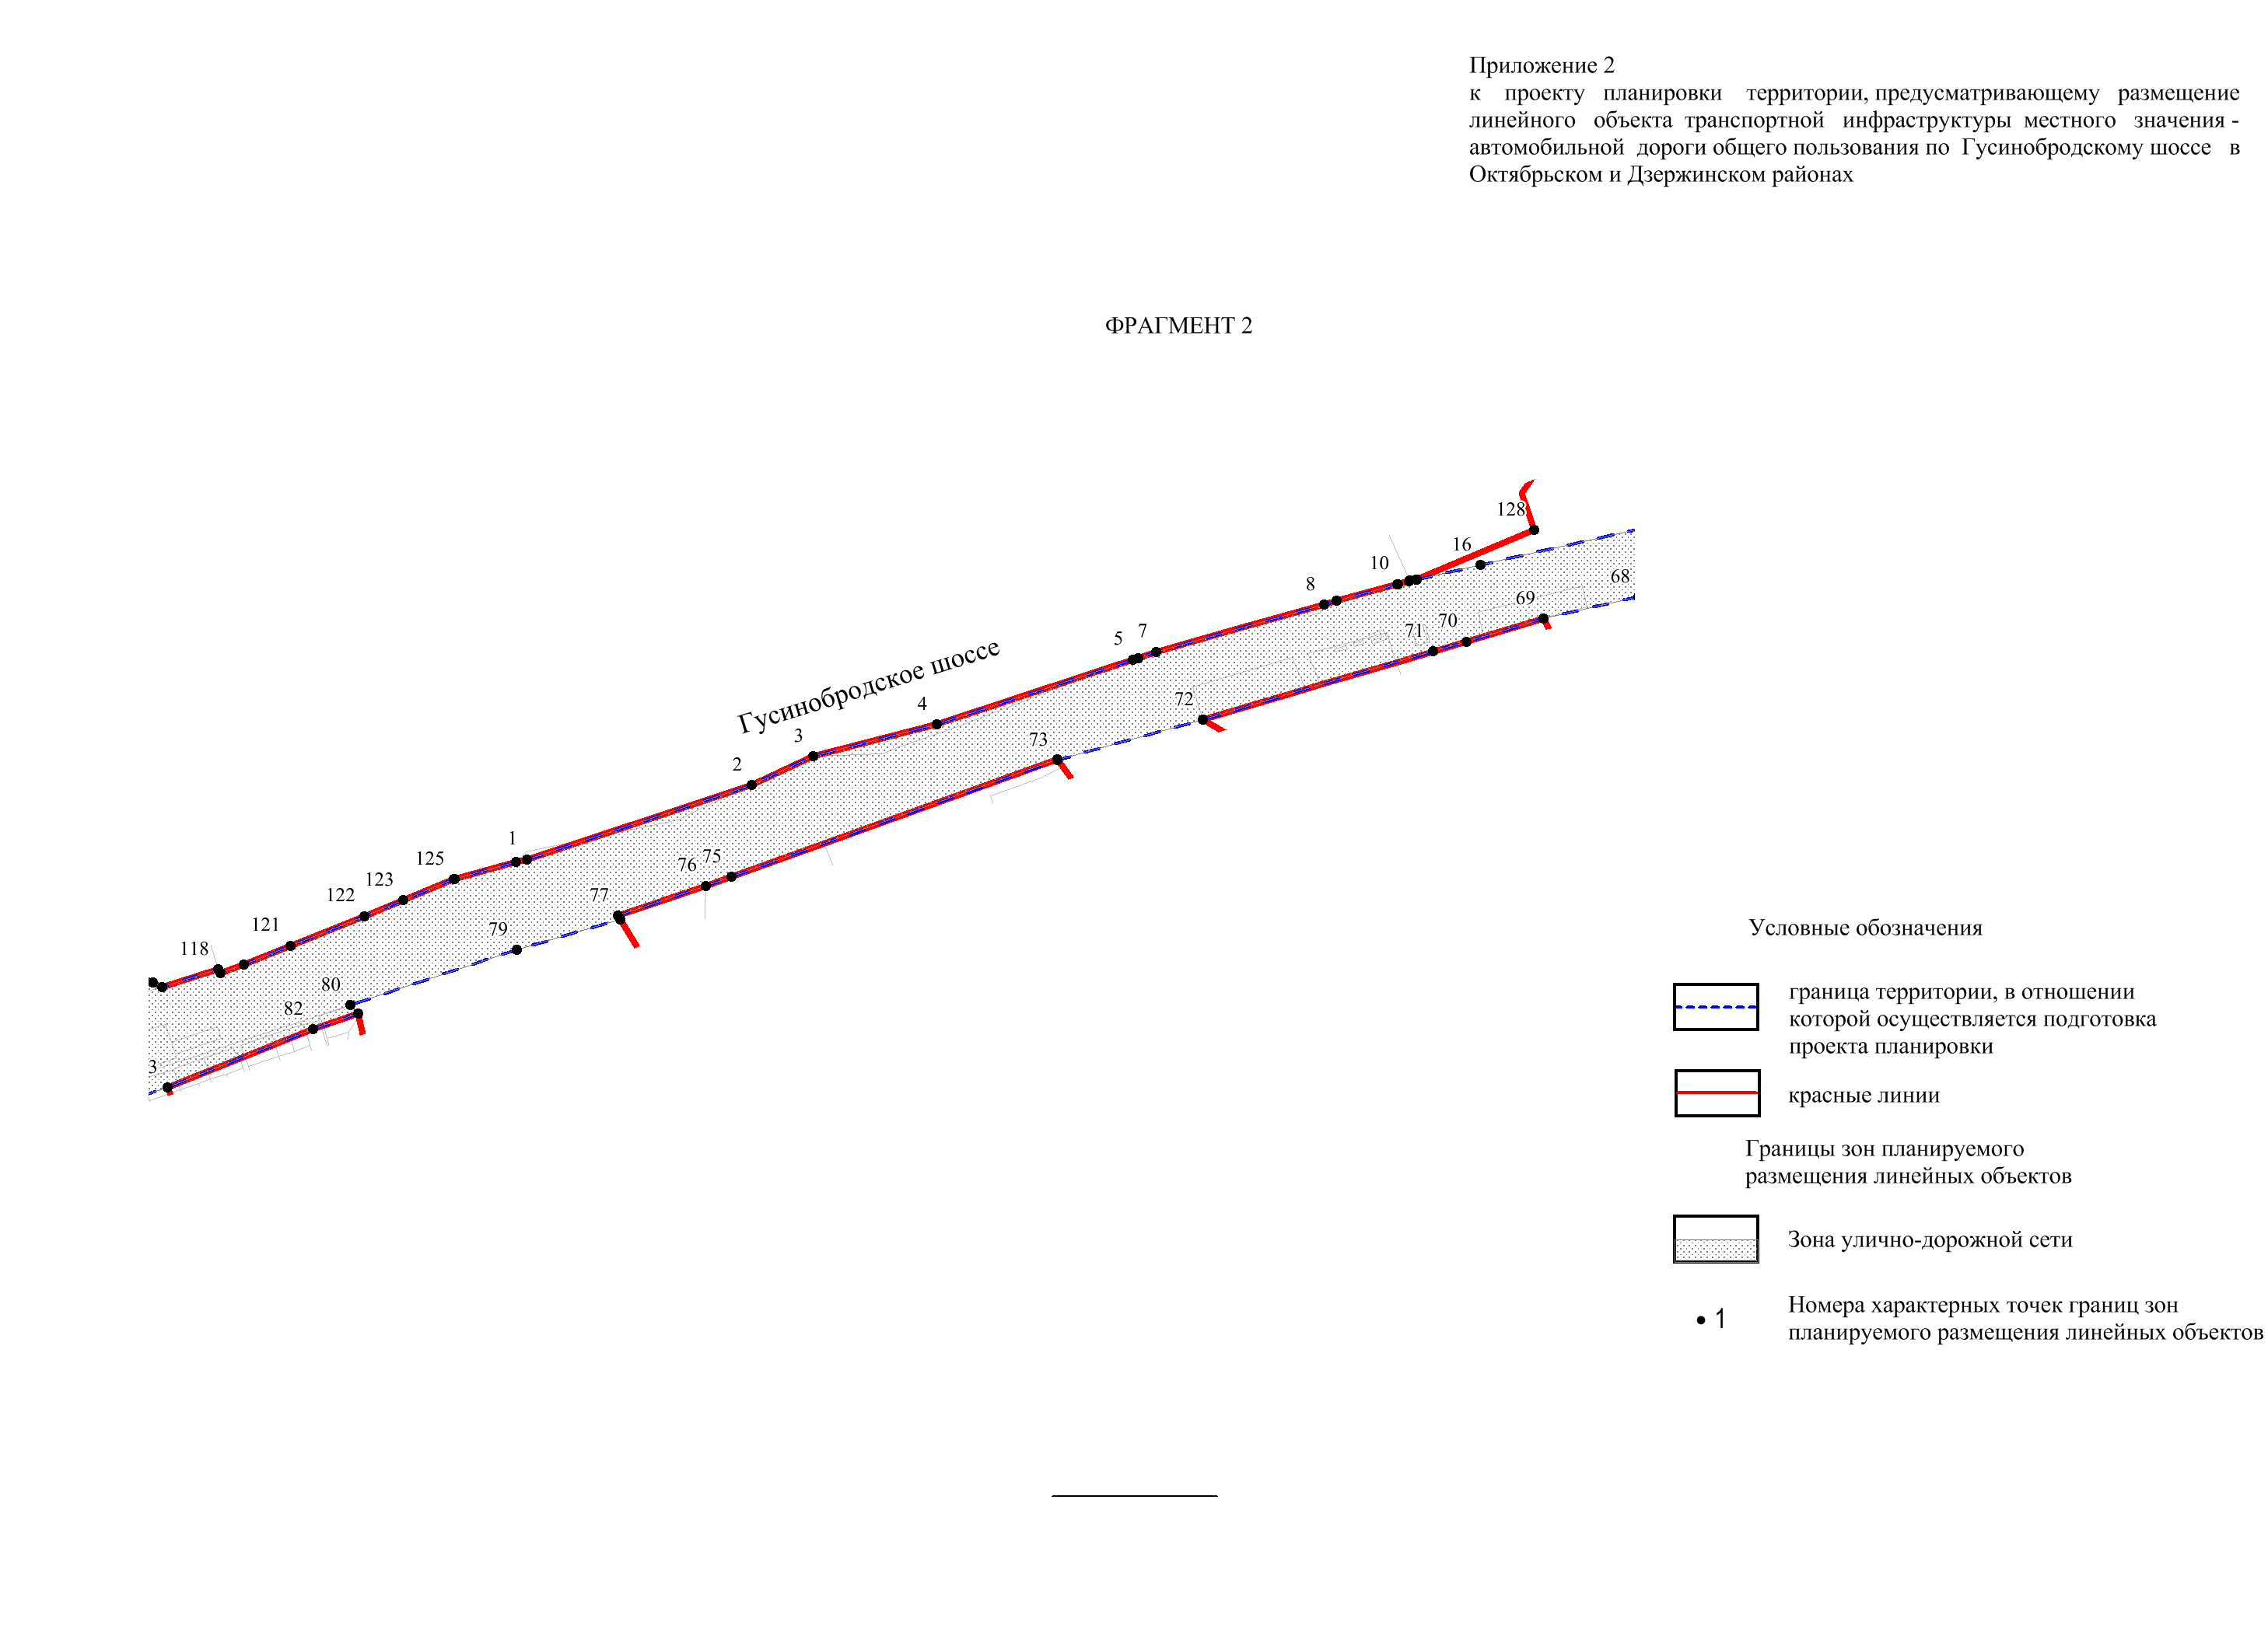 Приложение 2
к проекту планировки территории, предусматривающему размещение
линейного объекта транспортной инфраструктуры местного значения -
автомобильной дороги общего пользования по Гусинобродскому шоссе в
Октябрьском и Дзержинском районах
ФРАГМЕНТ 2
128
16
10
8
68
69
70
71
7
5
Гусинобродское шоссе
4
72
3
73
2
1
125
76 75
123
77
122
121
79
118
80
82
3
Условные обозначения
граница территории, в отношении
которой осуществляется подготовка
проекта планировки
красные линии
Границы зон планируемого
размещения линейных объектов
Зона улично-дорожной сети
1
Номера характерных точек границ зон
планируемого размещения линейных объектов